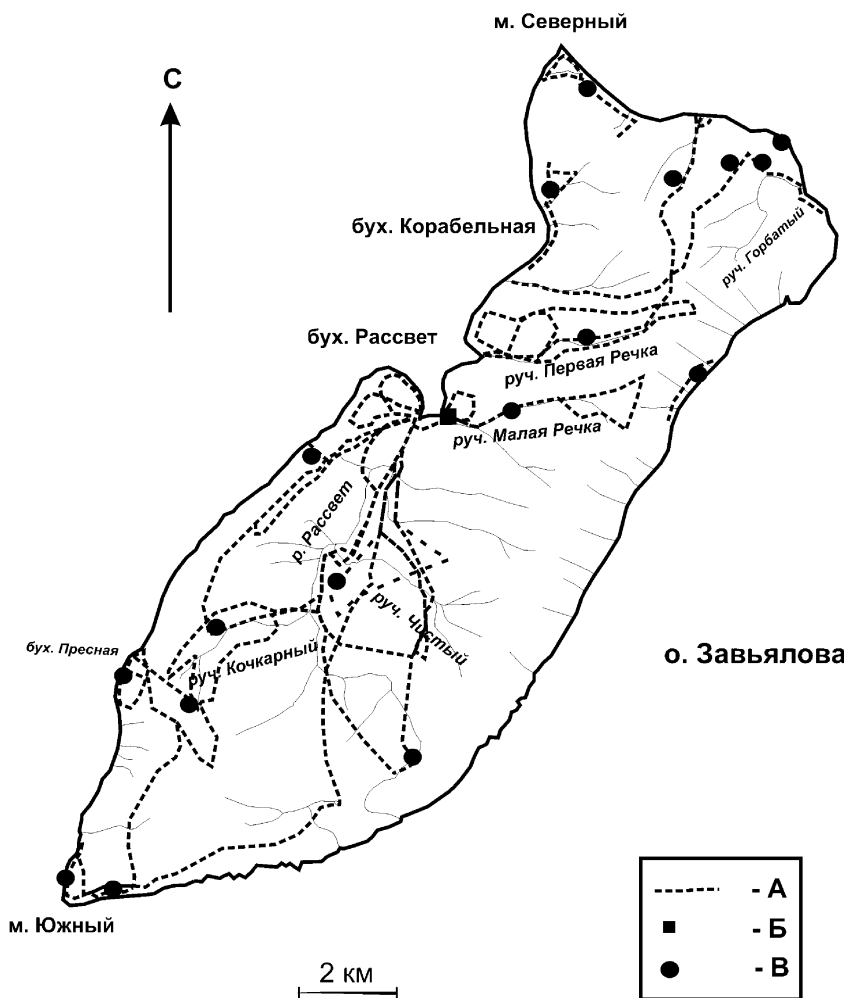 м. Северный
С
бух. Корабельная
руч. Горбатый
бух. Рассвет
руч. Первая Речка
руч. Малая Речка
р. Рассвет
руч. Чистый
бух. Пресная
руч. Кочкарный
о. Завьялова
м. Южный
- А
- Б
- В
2 км